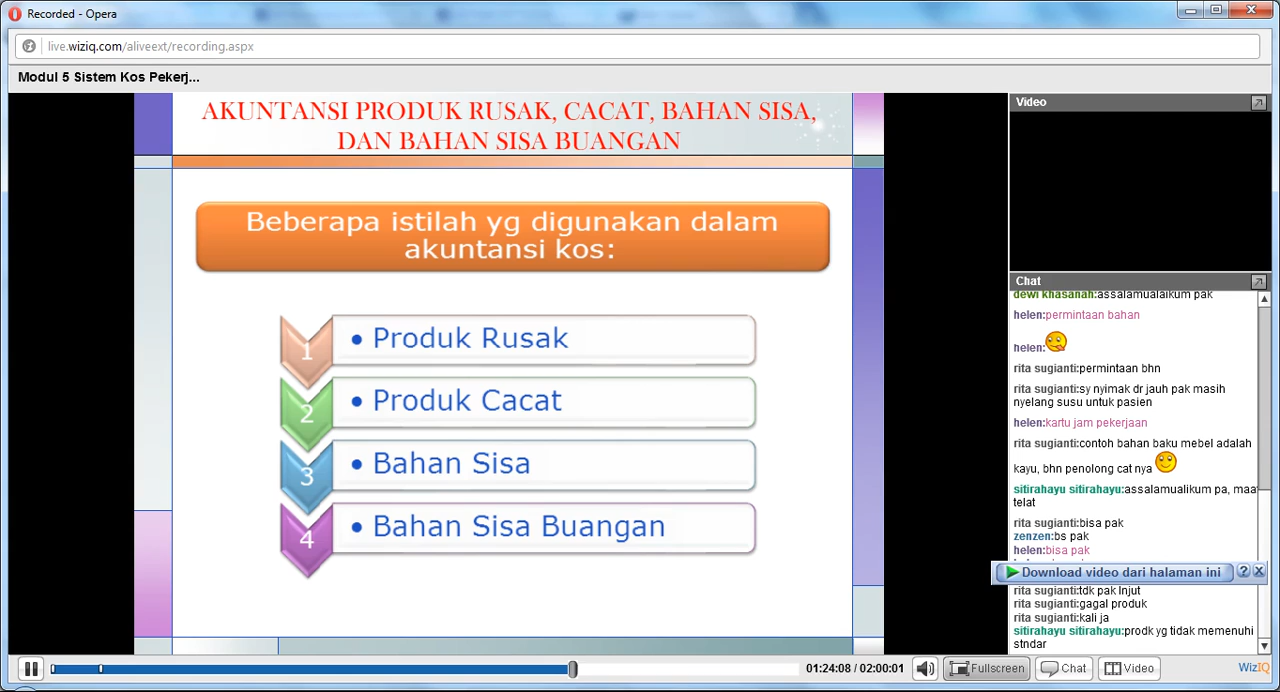 Recorded - Opera
live.wiziq.com/aliveext/recording.aspx
Modul 5 Sistem Kos Pekerj...
AKUNTANSI PRODUK RUSAK, CACAT, BAHAN SISA,
DAN BAHAN SISA BUANGAN
Beberapa istilah yg digunakan dalam
akuntansi kos:
1 • Produk Rusak
2 • Produk Cacat
3 • Bahan Sisa
4 • Bahan Sisa Buangan
Video
Chat
dewi khasanah:assalamualaikum pak
helen:permintaan bahan
helen:
rita sugianti:permintaan bhn
rita sugianti:sy nyimak dr jauh pak masih
nyelang susu untuk pasien
helen:kartu jam pekerjaan
rita sugianti:contoh bahan baku mebel adalah
kayu, bhn penolong cat nya
sitirahayu sitirahayu:assalamualikum pa, maa
telat
rita sugianti:bisa pak
zenzen:bs pak
helen:bisa pak
Download video dari halaman ini ? X
rita sugianti:tdk pak lnjut
rita sugianti:gagal produk
rita sugianti:kali ja
sitirahayu sitirahayu:prodk yg tidak memenuhi
stndar
01:24:08 / 02:00:01
Fullscreen
Chat
Video
WizIQ